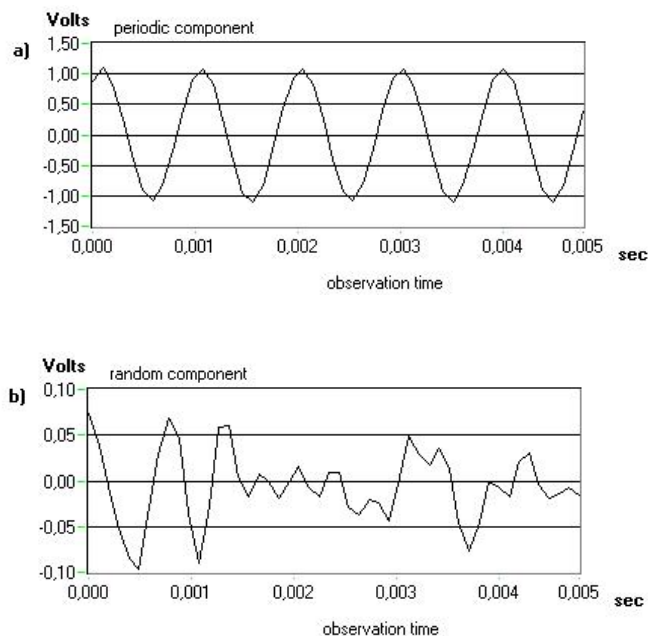 Volts
periodic component
a)
1,50
1,00
0,50
0,00
-0,50
-1,00
-1,50
0,000 0,001 0,002 0,003 0,004 0,005
sec
observation time
Volts
random component
b)
0,10
0,05
0,00
-0,05
-0,10
0,000 0,001 0,002 0,003 0,004 0,005
sec
observation time